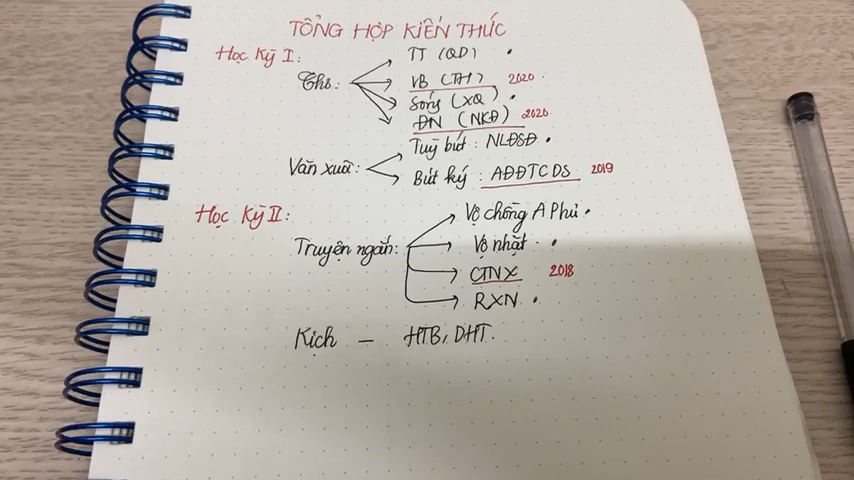 TỔNG HỢP KIẾN THỨC
Học Kỳ I:
TT (QD)
Thơ:
VB (TH) 2020
Sóng (XQ)
ĐN (NKĐ) 2020
Tuỳ bút: NLĐSĐ
Văn xuôi:
Bút ký: AĐĐTCDS 2019
Học Kỳ II:
Vợ chồng A Phủ
Truyện ngắn:
Vợ nhặt
CTNX 2018
RXN
Kịch – HTB, DHT.